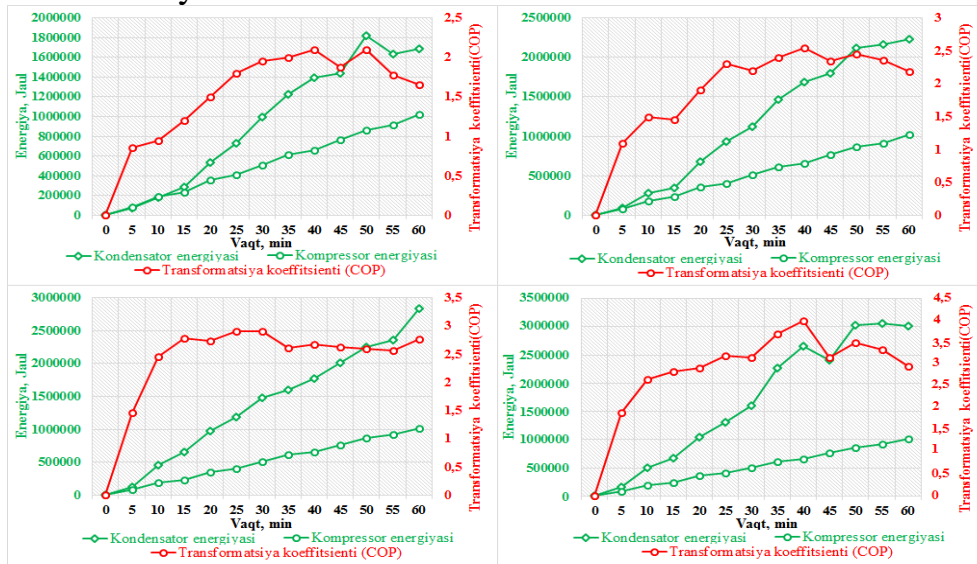 Energiya, Jaul
2000000
1800000
1600000
1400000
1200000
1000000
800000
600000
400000
200000
0
2,5
2
1,5
1
0,5
0
Transformatsiya koeffitsienti(COP)
0 5 10 15 20 25 30 35 40 45 50 55 60
Vaqt, min
Kondensator energiyasi Kompressor energiyasi
Transformatsiya koeffitsienti (COP)
Energiya, Jaul
2500000
2000000
1500000
1000000
500000
0
3
2,5
2
1,5
1
0,5
0
Transformatsiya koeffitsienti(COP)
0 5 10 15 20 25 30 35 40 45 50 55 60
Vaqt, min
Kondensator energiyasi Kompressor energiyasi
Transformatsiya koeffitsienti (COP)
Energiya, Jaul
3000000
2500000
2000000
1500000
1000000
500000
0
3,5
3
2,5
2
1,5
1
0,5
0
Transformatsiya koeffitsienti(COP)
0 5 10 15 20 25 30 35 40 45 50 55 60
Vaqt, min
Kondensator energiyasi Kompressor energiyasi
Transformatsiya koeffitsienti (COP)
Energiya, Jaul
3500000
3000000
2500000
2000000
1500000
1000000
500000
0
4,5
4
3,5
3
2,5
2
1,5
1
0,5
0
Transformatsiya koeffitsienti(COP)
0 5 10 15 20 25 30 35 40 45 50 55 60
Vaqt, min
Kondensator energiyasi Kompressor energiyasi
Transformatsiya koeffitsienti (COP)